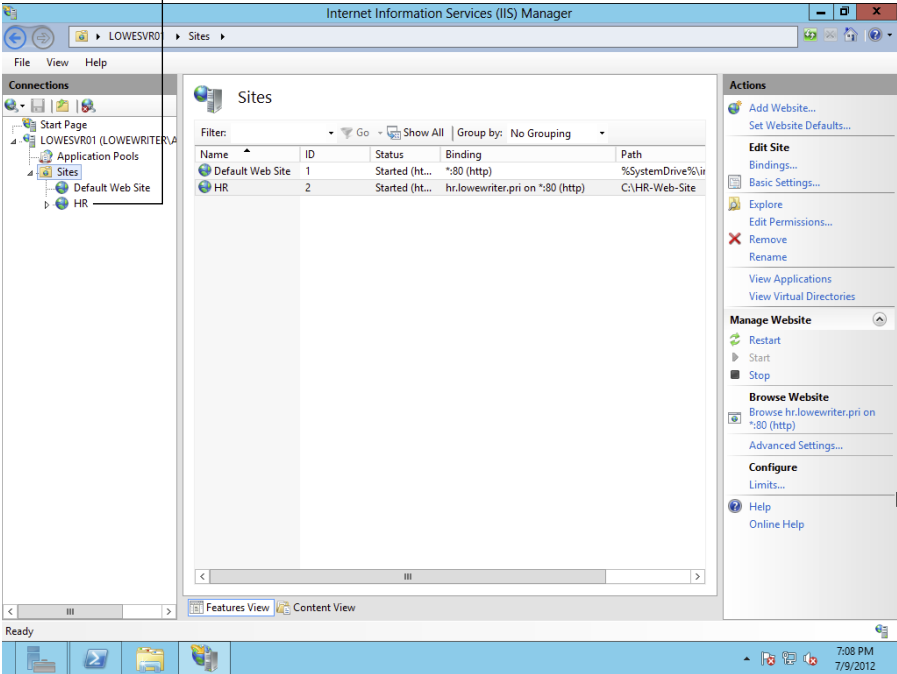 Internet Information Services (IIS) Manager
LOWESVR01 Sites
File View Help
Connections
Start Page
LOWESVR01 (LOWEWRITER\A
Application Pools
Sites
Default Web Site
HR
Sites
Filter: Go Show All Group by: No Grouping
Name ID Status Binding Path
Default Web Site 1 Started (ht... *:80 (http) %SystemDrive%\in
HR 2 Started (ht... hr.lowewriter.pri on *:80 (http) C:\HR-Web-Site
Features View Content View
Actions
Add Website...
Set Website Defaults...
Edit Site
Bindings...
Basic Settings...
Explore
Edit Permissions...
Remove
Rename
View Applications
View Virtual Directories
Manage Website
Restart
Start
Stop
Browse Website
Browse hr.lowewriter.pri on
*:80 (http)
Advanced Settings...
Configure
Limits...
Help
Online Help
Ready
7:08 PM
7/9/2012